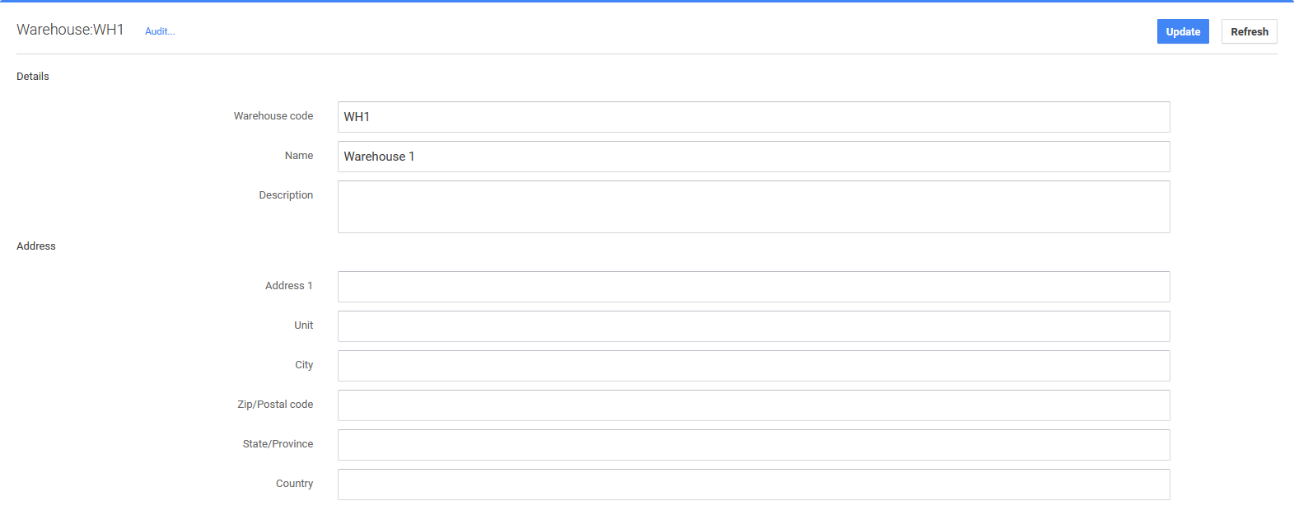 Warehouse:WH1 Audit... Update Refresh
Details
Warehouse code WH1
Name Warehouse 1
Description
Address
Address 1
Unit
City
Zip/Postal code
State/Province
Country